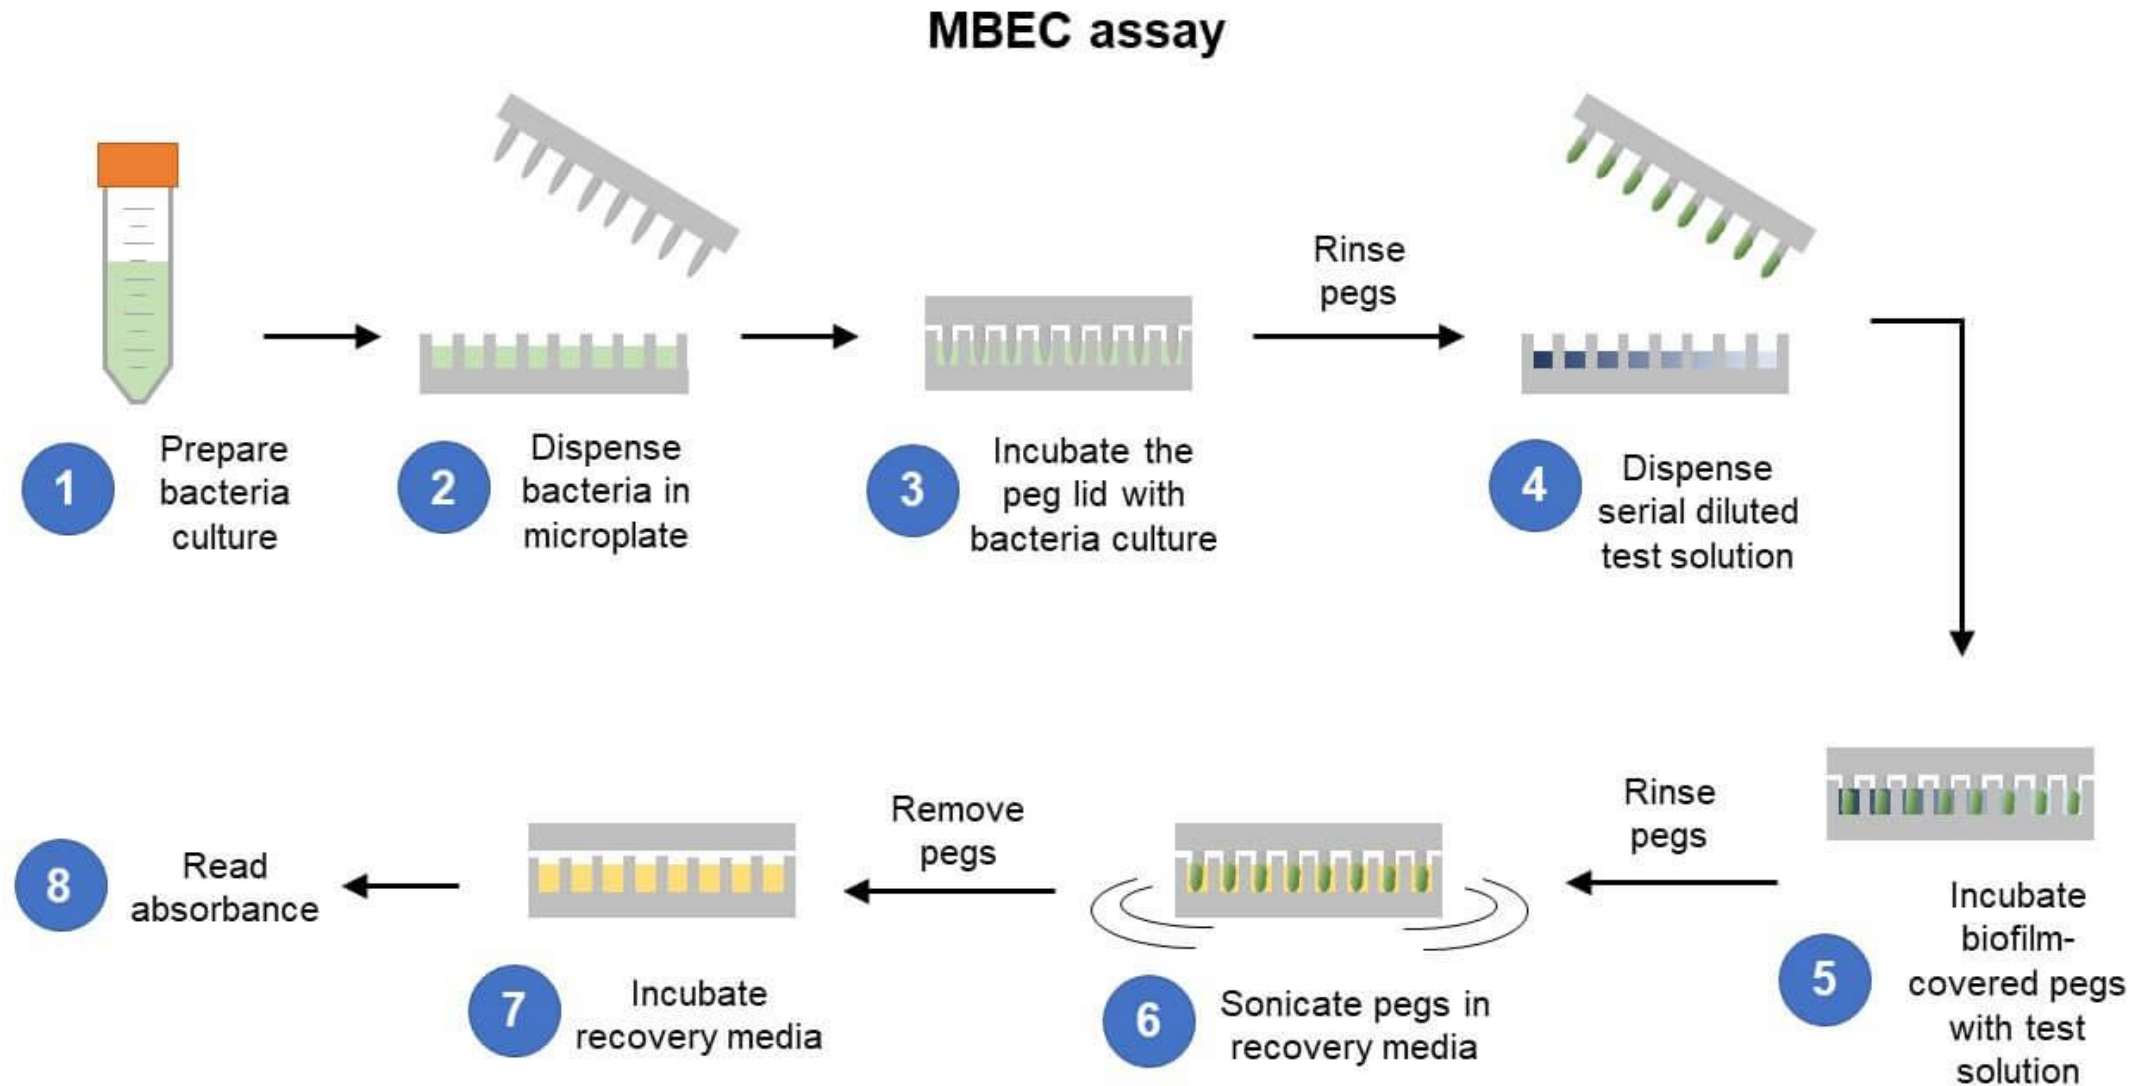 MBEC assay
1
Prepare
bacteria
culture
2
Dispense
bacteria in
microplate
3
Incubate the
peg lid with
bacteria culture
Rinse
pegs
4
Dispense
serial diluted
test solution
5
Incubate
biofilm-
covered pegs
with test
solution
Rinse
pegs
6
Sonicate pegs in
recovery media
Remove
pegs
7
Incubate
recovery media
8
Read
absorbance